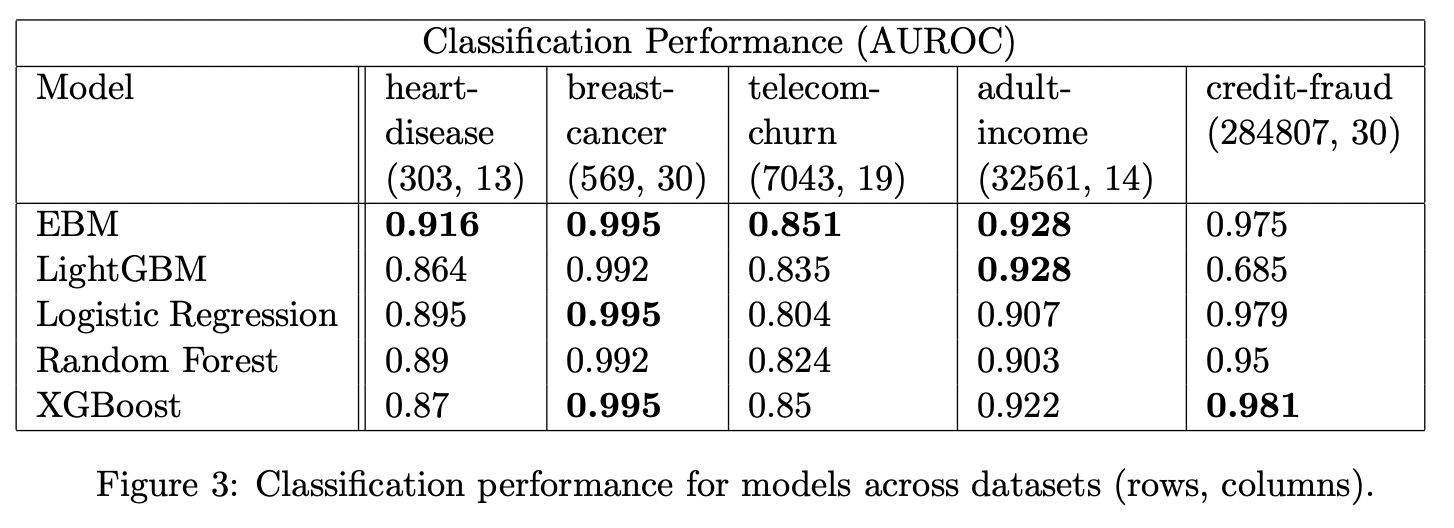 Classification Performance (AUROC)
Model heart- breast- telecom- adult- credit-fraud
disease cancer churn income (284807, 30)
(303, 13) (569, 30) (7043, 19) (32561, 14)
EBM 0.916 0.995 0.851 0.928 0.975
LightGBM 0.864 0.992 0.835 0.928 0.685
Logistic Regression 0.895 0.995 0.804 0.907 0.979
Random Forest 0.89 0.992 0.824 0.903 0.95
XGBoost 0.87 0.995 0.85 0.922 0.981
Figure 3: Classification performance for models across datasets (rows, columns).